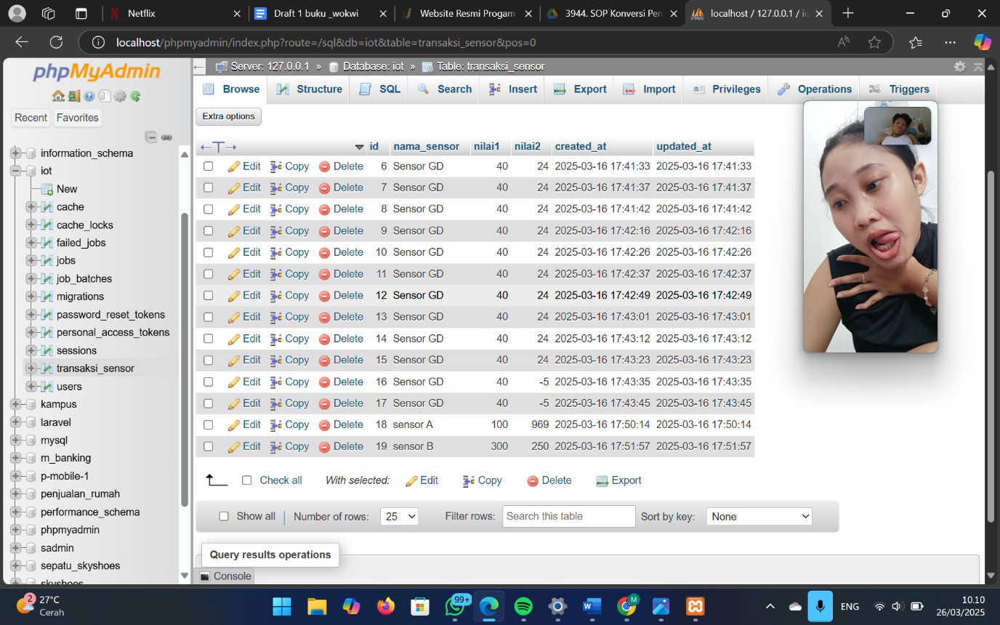 Netflix
Draft 1 buku _wokwi
Website Resmi Progam
3944. SOP Konversi Pen
localhost / 127.0.0.1 / io
localhost/phpmyadmin/index.php?route=/sql&db=iot&table=transaksi_sensor&pos=0
phpMyAdmin
Recent Favorites
information_schema
iot
New
cache
cache_locks
failed_jobs
jobs
job_batches
migrations
password_reset_tokens
personal_access_tokens
sessions
transaksi_sensor
users
kampus
laravel
mysql
m_banking
p-mobile-1
penjualan_rumah
performance_schema
phpmyadmin
sadmin
sepatu_skyshoes
skyshoes
Server: 127.0.0.1 » Database: iot » Table: transaksi_sensor
Browse Structure SQL Search Insert Export Import Privileges Operations Triggers
Extra options
id nama_sensor nilai1 nilai2 created_at updated_at
Edit Copy Delete 6 Sensor GD 40 24 2025-03-16 17:41:33 2025-03-16 17:41:33
Edit Copy Delete 7 Sensor GD 40 24 2025-03-16 17:41:37 2025-03-16 17:41:37
Edit Copy Delete 8 Sensor GD 40 24 2025-03-16 17:41:42 2025-03-16 17:41:42
Edit Copy Delete 9 Sensor GD 40 24 2025-03-16 17:42:16 2025-03-16 17:42:16
Edit Copy Delete 10 Sensor GD 40 24 2025-03-16 17:42:26 2025-03-16 17:42:26
Edit Copy Delete 11 Sensor GD 40 24 2025-03-16 17:42:37 2025-03-16 17:42:37
Edit Copy Delete 12 Sensor GD 40 24 2025-03-16 17:42:49 2025-03-16 17:42:49
Edit Copy Delete 13 Sensor GD 40 24 2025-03-16 17:43:01 2025-03-16 17:43:01
Edit Copy Delete 14 Sensor GD 40 24 2025-03-16 17:43:12 2025-03-16 17:43:12
Edit Copy Delete 15 Sensor GD 40 24 2025-03-16 17:43:23 2025-03-16 17:43:23
Edit Copy Delete 16 Sensor GD 40 -5 2025-03-16 17:43:35 2025-03-16 17:43:35
Edit Copy Delete 17 Sensor GD 40 -5 2025-03-16 17:43:45 2025-03-16 17:43:45
Edit Copy Delete 18 sensor A 100 969 2025-03-16 17:50:14 2025-03-16 17:50:14
Edit Copy Delete 19 sensor B 300 250 2025-03-16 17:51:57 2025-03-16 17:51:57
Check all With selected: Edit Copy Delete Export
Show all Number of rows: 25 Filter rows: Search this table Sort by key: None
Query results operations
Console
2
27°C
Cerah
99+
M
ENG
10.10
26/03/2025